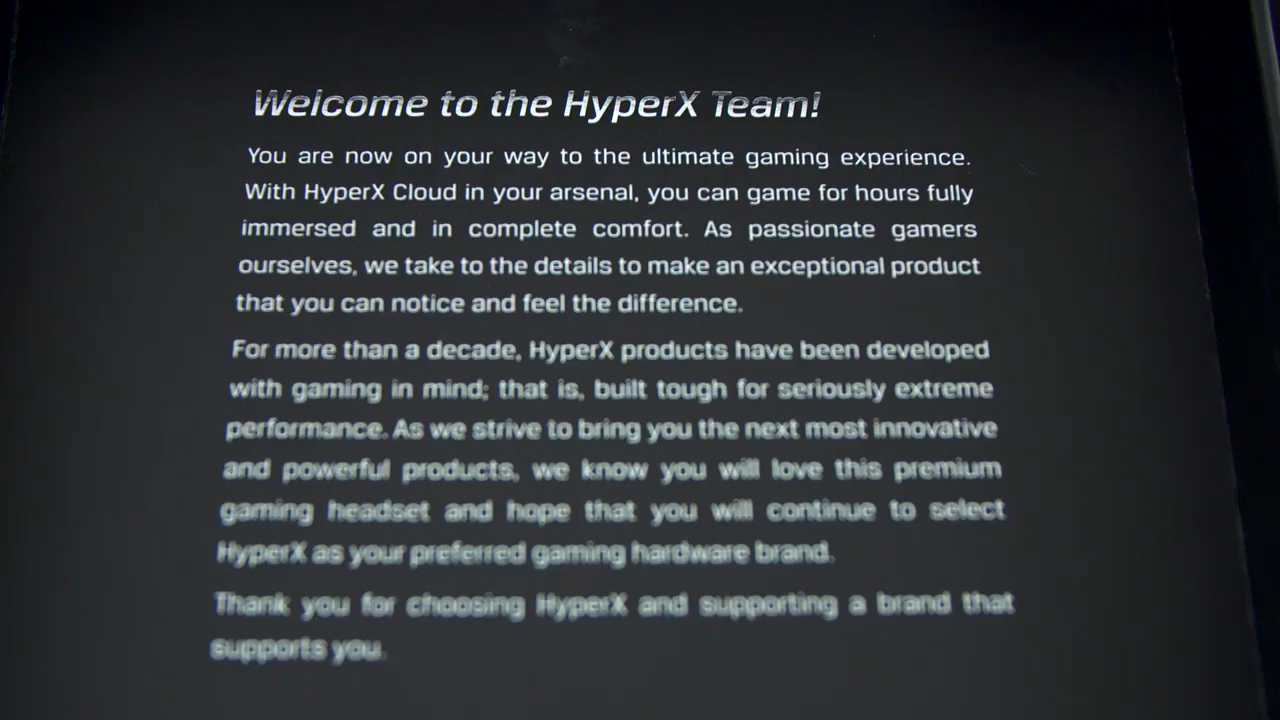 Welcome to the HyperX Team!
You are now on your way to the ultimate gaming experience.
With HyperX Cloud in your arsenal, you can game for hours fully
immersed and in complete comfort. As passionate gamers
ourselves, we take to the details to make an exceptional product
that you can notice and feel the difference.
For more than a decade, HyperX products have been developed
with gaming in mind; that is, built tough for seriously extreme
performance. As we strive to bring you the next most innovative
and powerful products, we know you will love this premium
gaming headset and hope that you will continue to select
HyperX as your preferred gaming hardware brand.
Thank you for choosing HyperX and supporting a brand that
supports you.